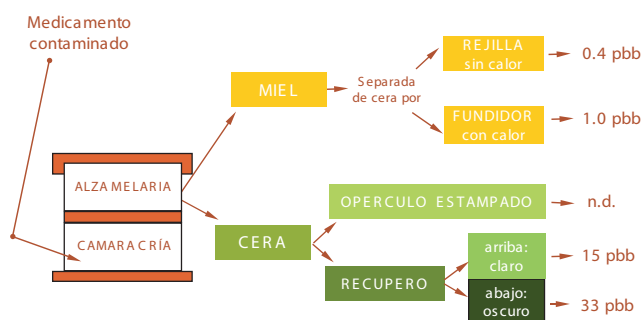 Medicamento
contaminado
ALZA MELARIA
CAMARA CRÍA
MIEL
Separada
de cera por
REJILLA
sin calor
0.4 pbb
FUNDIDOR
con calor
1.0 pbb
CERA
OPERCULO ESTAMPADO
n.d.
RECUPERO
arriba:
claro
15 pbb
abajo:
oscuro
33 pbb